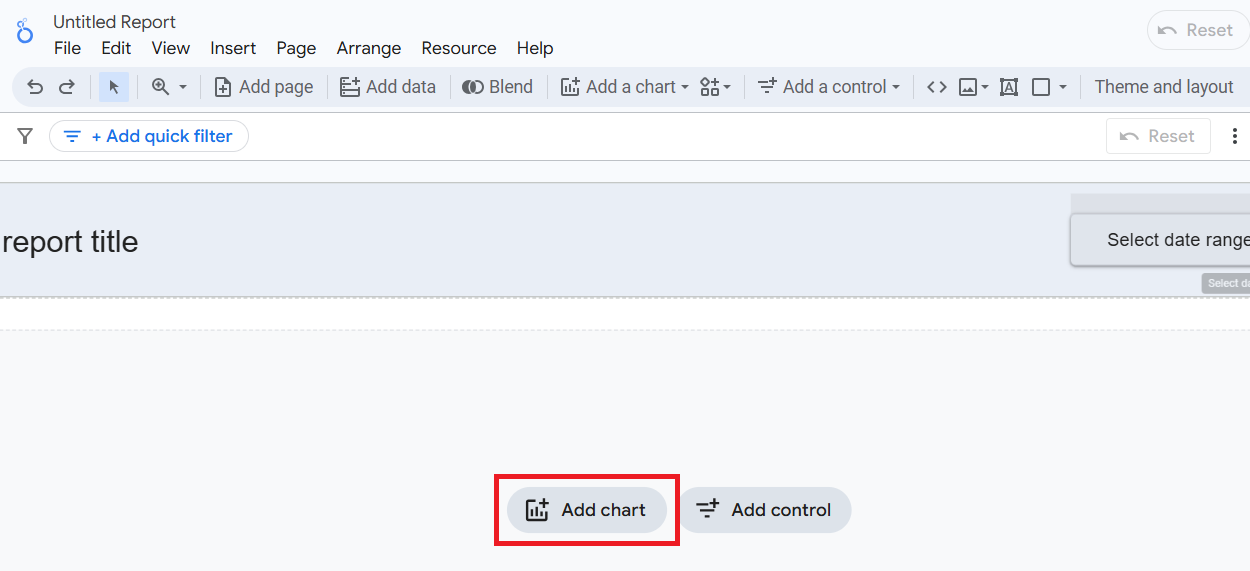 Untitled Report
File Edit View Insert Page Arrange Resource Help
Reset
Add page Add data Blend Add a chart Add a control Theme and layout
+ Add quick filter Reset
report title
Select date range
Select
Add chart Add control